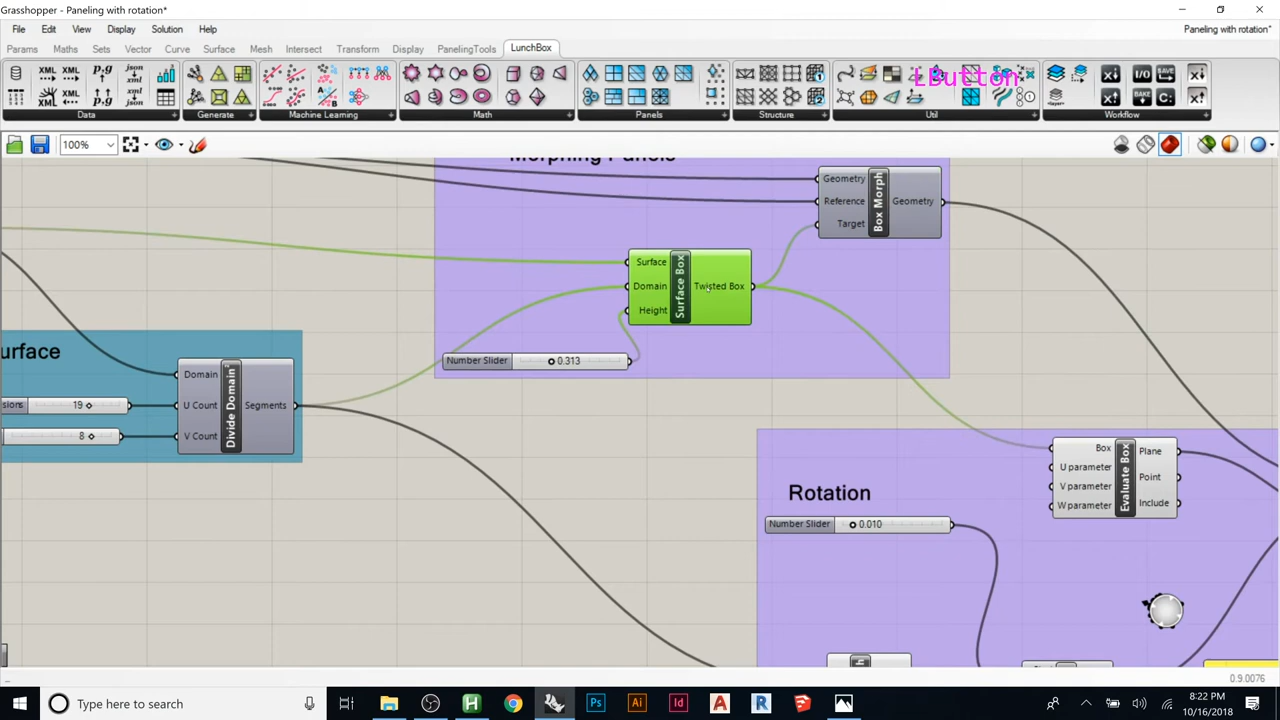 Grasshopper - Paneling with rotation*
File Edit View Display Solution Help
Paneling with rotation*
Params Maths Sets Vector Curve Surface Mesh Intersect Transform Display PanelingTools LunchBox
LButton
Data Generate Machine Learning Math Panels Structure Util Workflow
100%
Morphing Panels
Geometry
Reference
Target
Box Morph
Geometry
Surface
Domain
Height
Surface Box
Twisted Box
Number Slider 0.313
urface
Domain
U Count
V Count
Divide Domain²
Segments
sions 19
8
Rotation
Number Slider 0.010
Box
U parameter
V parameter
W parameter
Evaluate Box
Plane
Point
Include
0.9.0076
Type here to search
8:22 PM
10/16/2018